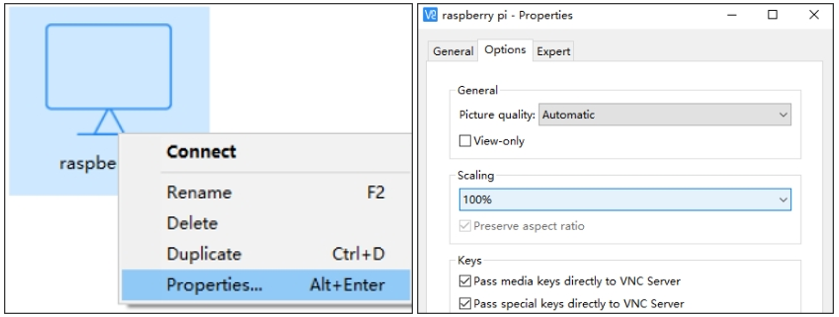 raspbe
Connect
Rename F2
Delete
Duplicate Ctrl+D
Properties... Alt+Enter
V2 raspberry pi - Properties
General Options Expert
General
Picture quality: Automatic
View-only
Scaling
100%
Preserve aspect ratio
Keys
Pass media keys directly to VNC Server
Pass special keys directly to VNC Server